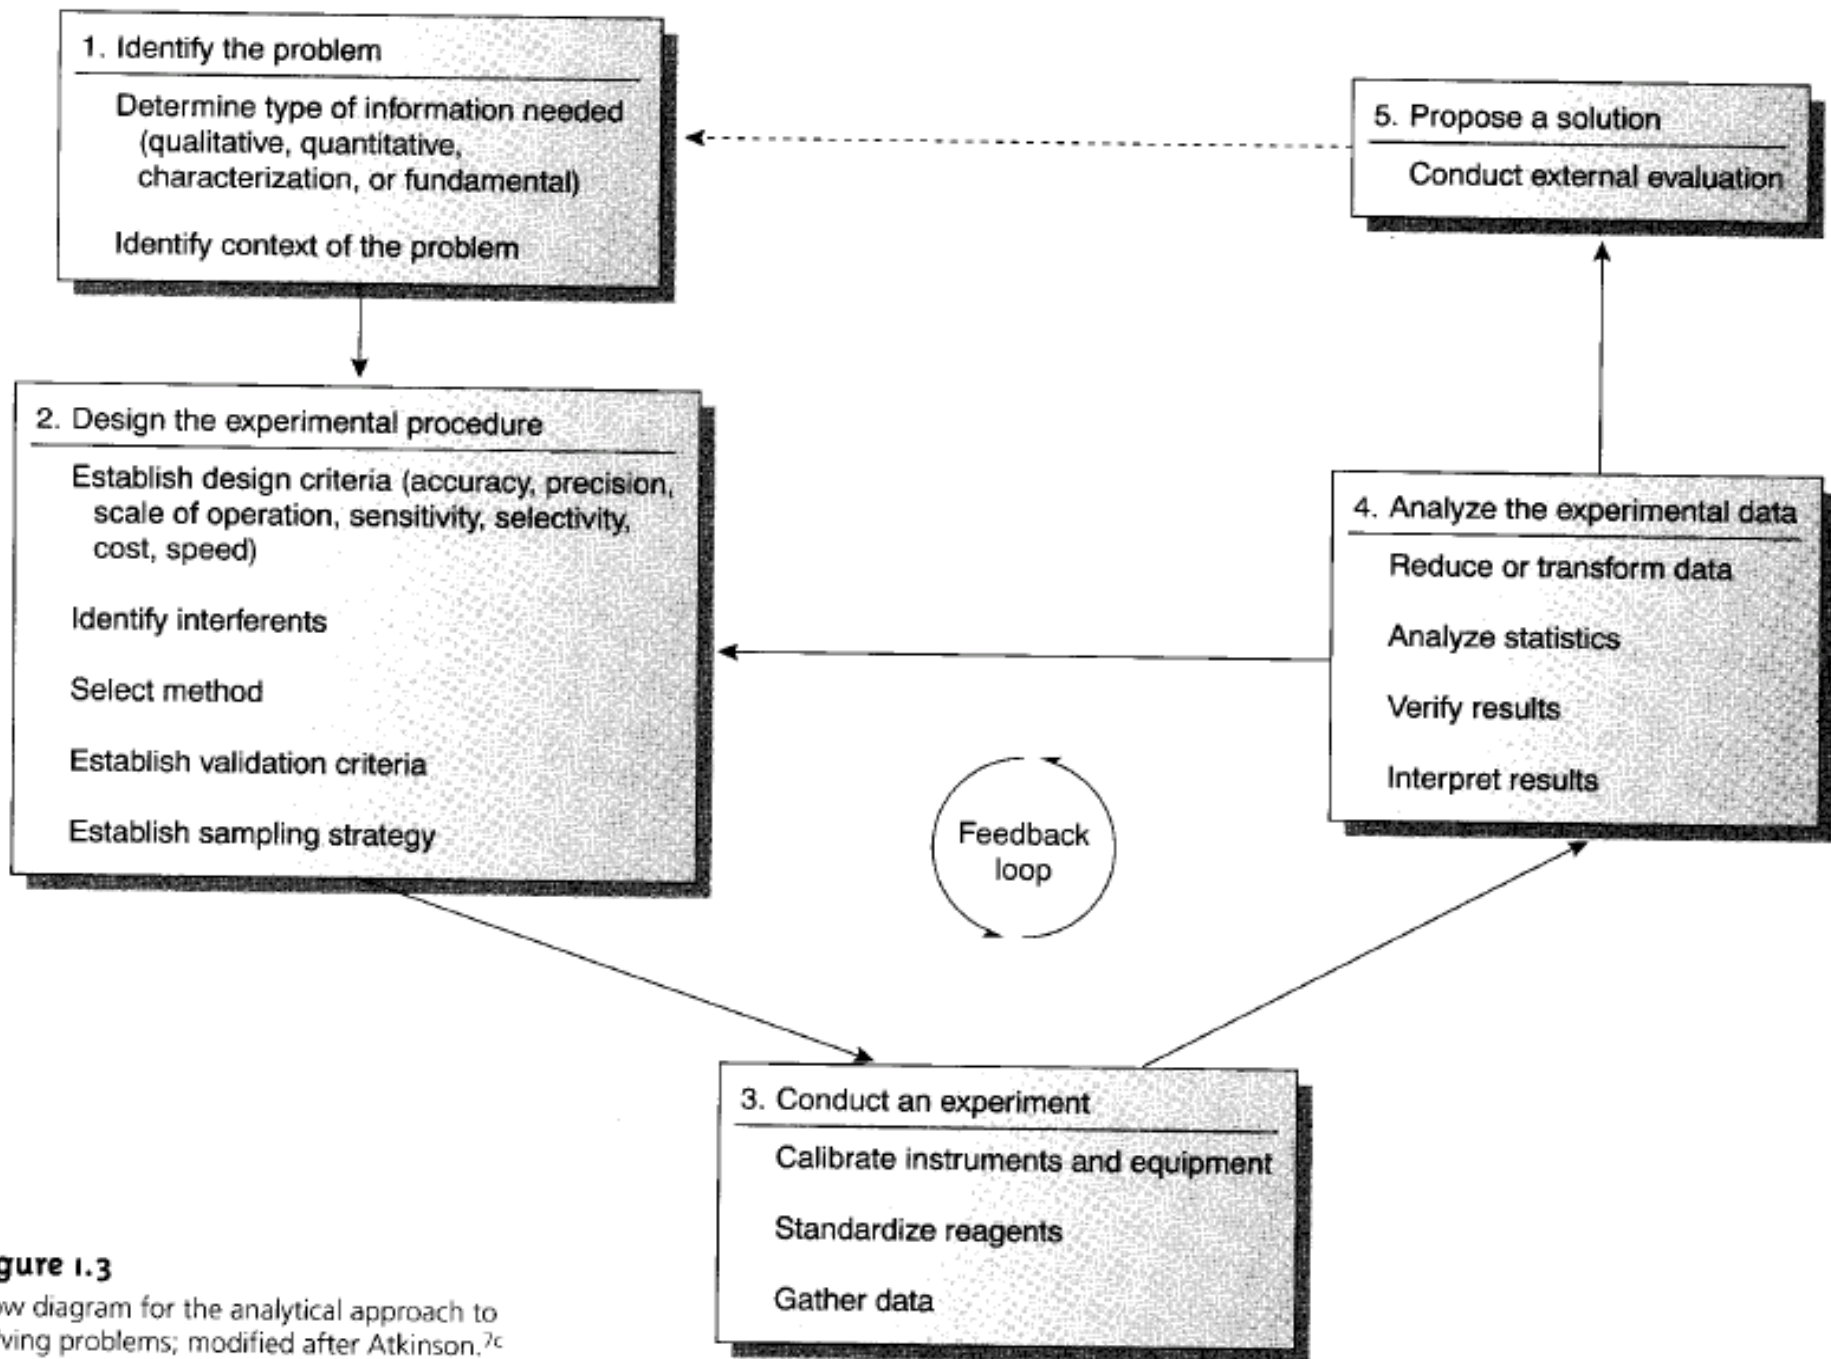 1. Identify the problem
Determine type of information needed
(qualitative, quantitative,
characterization, or fundamental)
Identify context of the problem
2. Design the experimental procedure
Establish design criteria (accuracy, precision,
scale of operation, sensitivity, selectivity,
cost, speed)
Identify interferents
Select method
Establish validation criteria
Establish sampling strategy
3. Conduct an experiment
Calibrate instruments and equipment
Standardize reagents
Gather data
4. Analyze the experimental data
Reduce or transform data
Analyze statistics
Verify results
Interpret results
5. Propose a solution
Conduct external evaluation
Feedback
loop
gure 1.3
ow diagram for the analytical approach to
ving problems; modified after Atkinson.7c